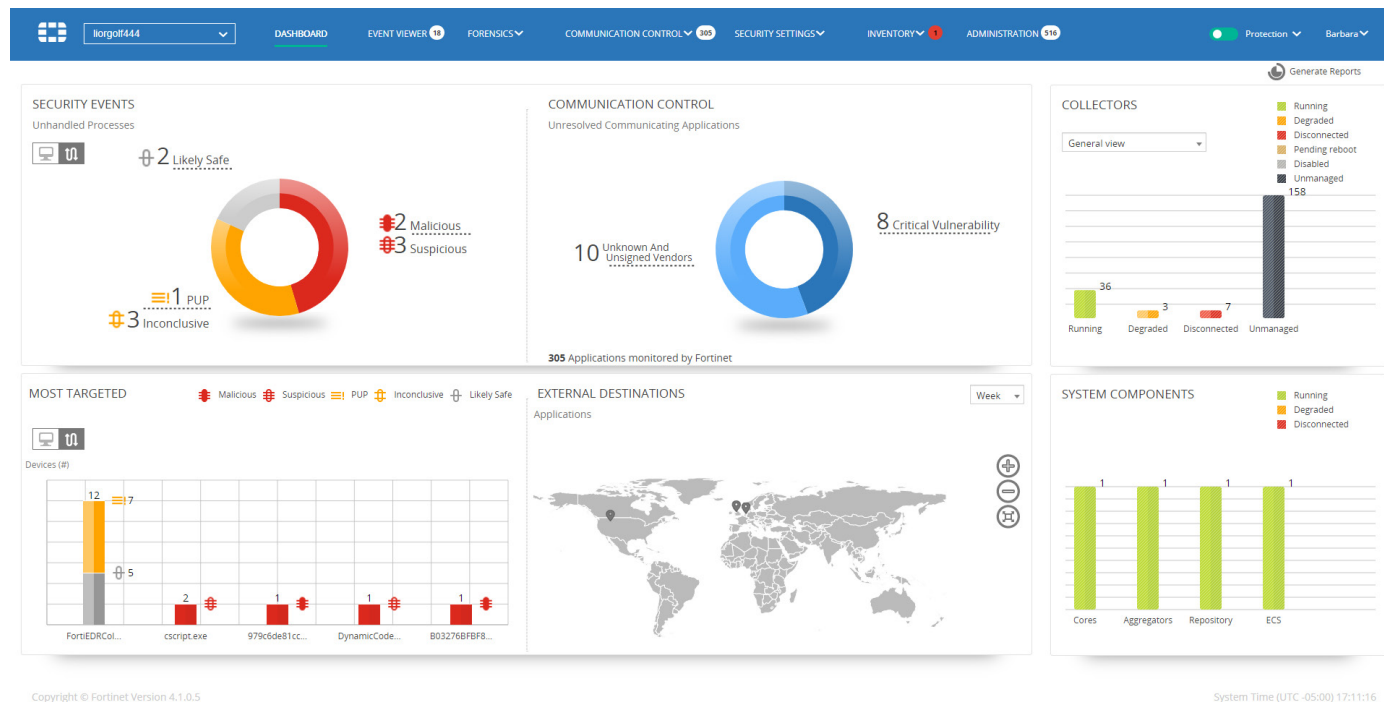 liorgolf444
DASHBOARD
EVENT VIEWER 18
FORENSICS
COMMUNICATION CONTROL 305
SECURITY SETTINGS
INVENTORY 1
ADMINISTRATION 516
Protection
Barbara
Generate Reports
SECURITY EVENTS
Unhandled Processes
2 Likely Safe
2 Malicious
3 Suspicious
1 PUP
3 Inconclusive
COMMUNICATION CONTROL
Unresolved Communicating Applications
8 Critical Vulnerability
10 Unknown And
Unsigned Vendors
305 Applications monitored by Fortinet
COLLECTORS
General view
Running
Degraded
Disconnected
Pending reboot
Disabled
Unmanaged
158
36
3
7
Running Degraded Disconnected Unmanaged
MOST TARGETED
Malicious Suspicious PUP Inconclusive Likely Safe
Devices (#)
12
7
5
2
1
1
1
FortiEDRCol... cscript.exe 979c6de81cc... DynamicCode... B03276BFBF8...
EXTERNAL DESTINATIONS
Week
Applications
SYSTEM COMPONENTS
Running
Degraded
Disconnected
1 1 1 1
Cores Aggregators Repository ECS
Copyright © Fortinet Version 4.1.0.5
System Time (UTC -05:00) 17:11:16